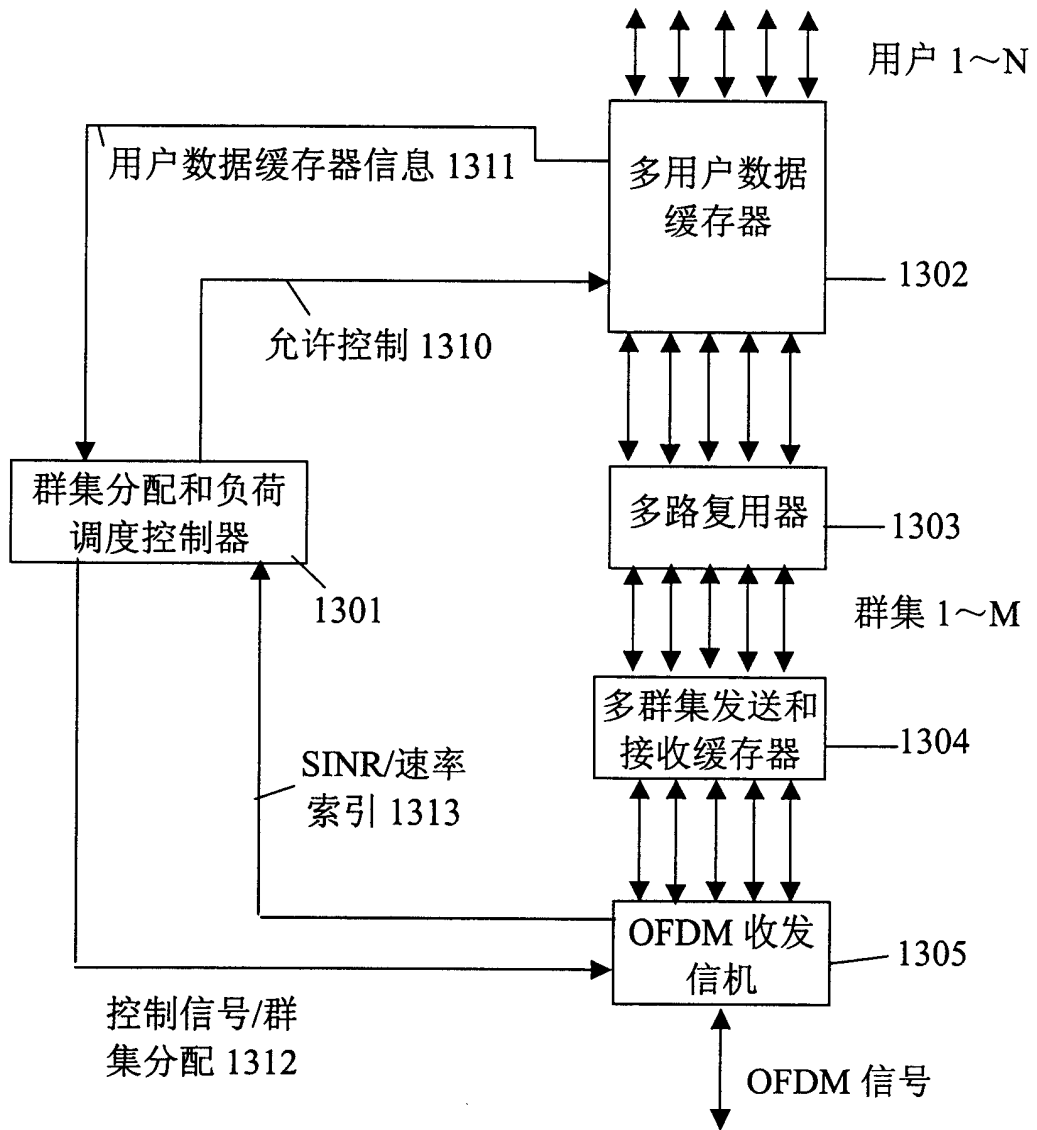 用户 1～N
用户数据缓存器信息 1311
多用户数据
缓存器
1302
允许控制 1310
群集分配和负荷
调度控制器
1301
多路复用器
1303
群集 1～M
多群集发送和
接收缓存器
1304
SINR/速率
索引 1313
OFDM 收发
信机
1305
控制信号/群
集分配 1312
OFDM 信号